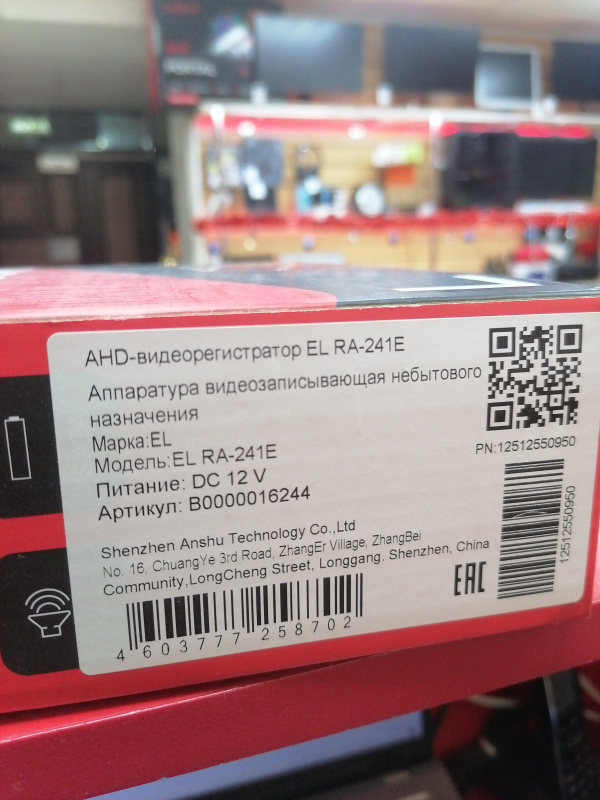 AHD-видеорегистратор EL RA-241E
Аппаратура видеозаписывающая небытового
назначения
Марка:EL
Модель:EL RA-241E
Питание: DC 12 V
Артикул: B0000016244
PN:12512550950
12512550950
Shenzhen Anshu Technology Co.,Ltd
No. 16, ChuangYe 3rd Road, ZhangEr Village, ZhangBei
Community,LongCheng Street, Longgang. Shenzhen, China
EAC
4 603777 258702